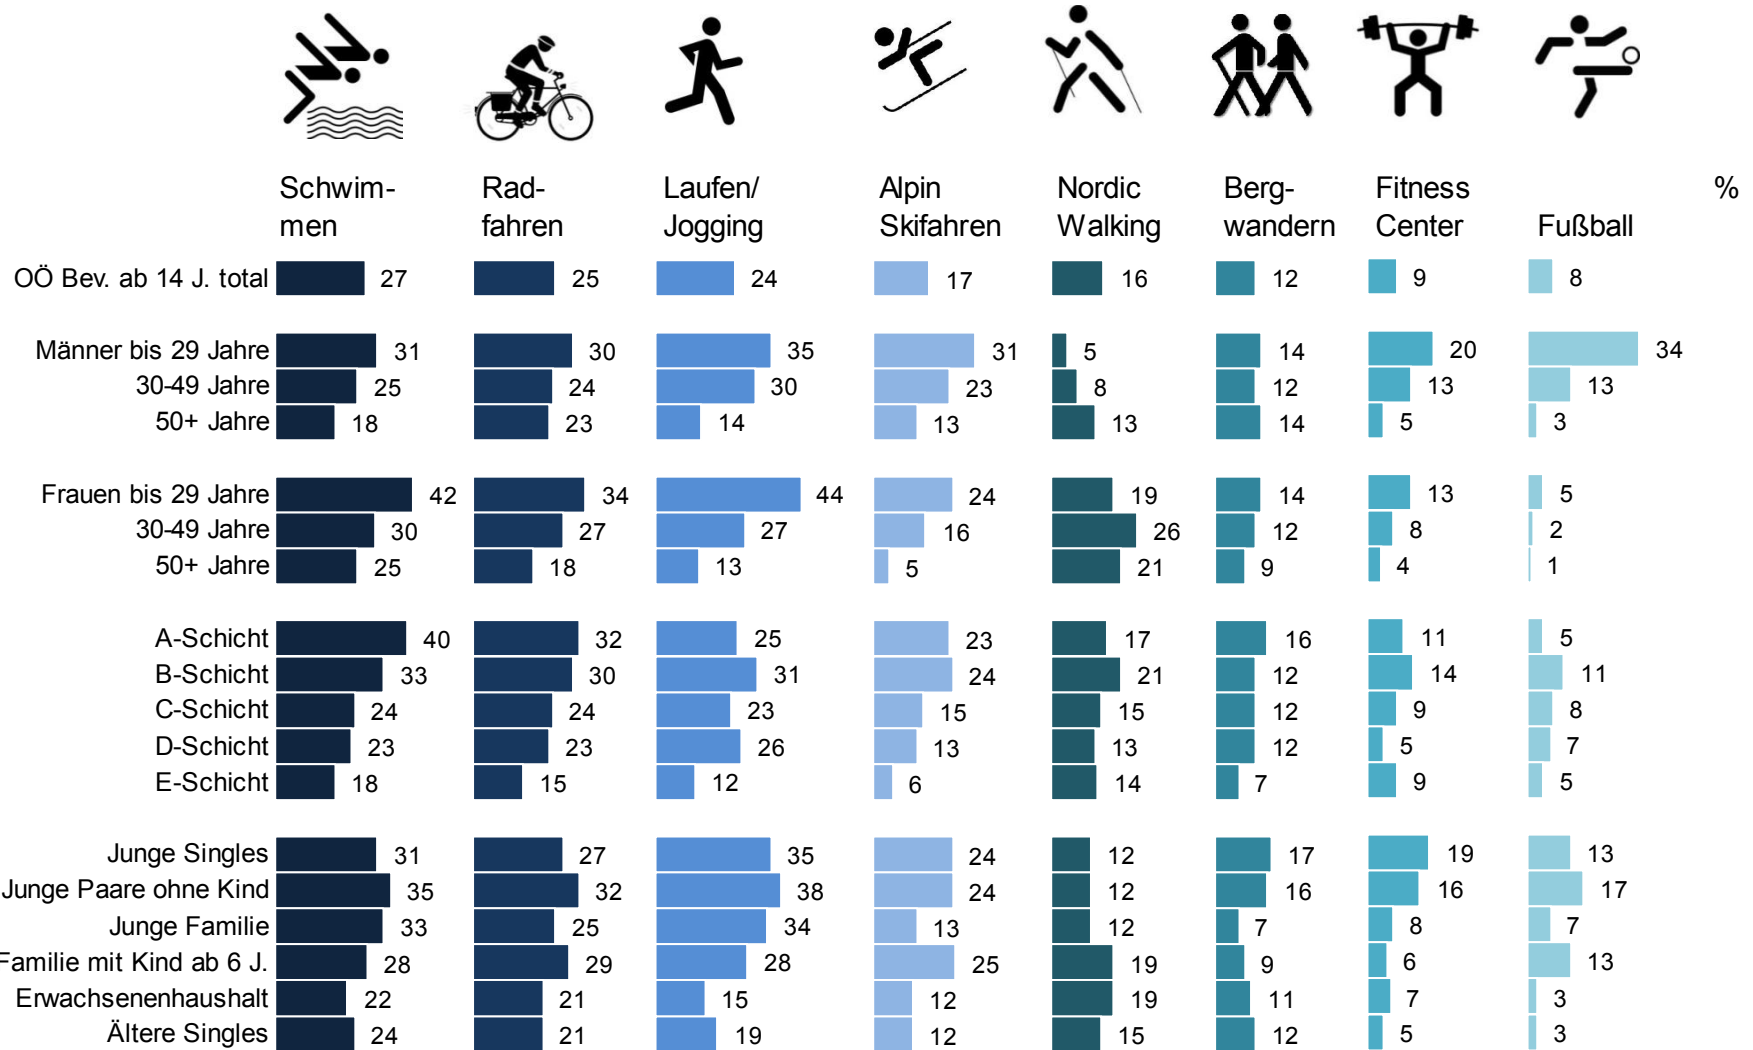 Schwim-
men
Rad-
fahren
Laufen/
Jogging
Alpin
Skifahren
Nordic
Walking
Berg-
wandern
Fitness
Center
Fußball
%
OÖ Bev. ab 14 J. total 27 25 24 17 16 12 9 8
Männer bis 29 Jahre 31 30 35 31 5 14 20 34
30-49 Jahre 25 24 30 23 8 12 13 13
50+ Jahre 18 23 14 13 13 14 5 3
Frauen bis 29 Jahre 42 34 44 24 19 14 13 5
30-49 Jahre 30 27 27 16 26 12 8 2
50+ Jahre 25 18 13 5 21 9 4 1
A-Schicht 40 32 25 23 17 16 11 5
B-Schicht 33 30 31 24 21 12 14 11
C-Schicht 24 24 23 15 15 12 9 8
D-Schicht 23 23 26 13 13 12 5 7
E-Schicht 18 15 12 6 14 7 9 5
Junge Singles 31 27 35 24 12 17 19 13
Junge Paare ohne Kind 35 32 38 24 12 16 16 17
Junge Familie 33 25 34 13 12 7 8 7
Familie mit Kind ab 6 J. 28 29 28 25 19 9 6 13
Erwachsenenhaushalt 22 21 15 12 19 11 7 3
Ältere Singles 24 21 19 12 15 12 5 3